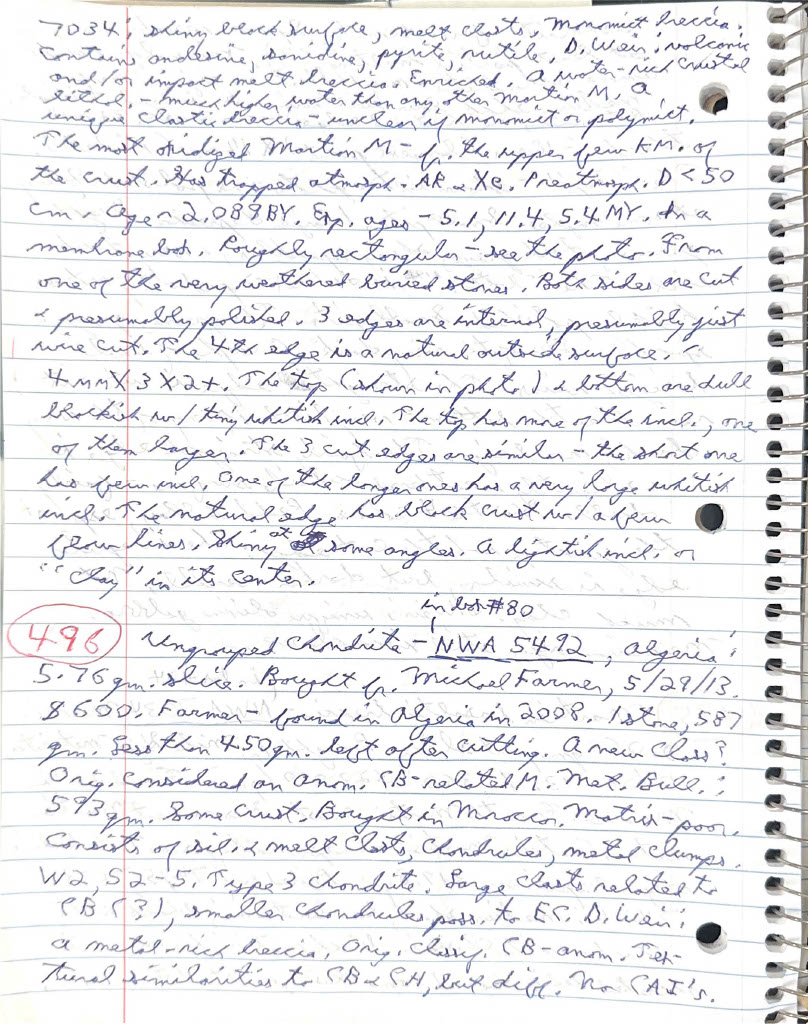 7034; shiny black surface, melt clasts, monomict breccia.
Contains andesine, sanidine, pyrite, rutile. D. Weir; volcanic
and/or impact melt breccia. Enriched. A water-rich crustal
lithol. - much higher water than any other Martian M. A
unique clastic breccia - unclear if monomict or polymict.
The most oxidized Martian M - fr. the upper few KM. of
the crust. Has trapped atmosph. AR & Xe. Preatmosph. D < 50
cm. Age ~ 2.089 BY. Exp. ages - 5.1, 11.4, 5.4 MY. In a
membrane box. Roughly rectangular - see the photo. From
one of the very weathered buried stones. Both sides are cut
& presumably polished. 3 edges are internal, presumably just
wire cut. The 4th edge is a natural outside surface.
4mm X 3 X 2+. The top (shown in photo) & bottom are dull
blackish w/ tiny whitish incl. The top has more of the incl., one
of them larger. The 3 cut edges are similar - the short one
has few incl. One of the longer ones has a very large whitish
incl. The natural edge has black crust w/ a few
flow lines. Shiny at some angles. A lightish incl. or
"clay" in its center.
in box #80
496 Ungrouped Chondrite - NWA 5492, Algeria;
5.76 gm. slice. Bought fr. Michael Farmer, 5/29/13.
$600. Farmer - found in Algeria in 2008. 1 stone, 587
gm. Less than 450 gm. left after cutting. A new class?
Orig. considered an anom. CB-related M. Met. Bull.;
593 gm. Some crust. Bought in Morocco. Matrix-poor.
Consists of sil. & melt clasts, chondrules, metal clumps.
W2, S2-5. Type 3 chondrite. Large clasts related to
CB (?), smaller chondrules poss. to EC. D. Weir;
a metal-rich breccia, orig. classif. CB-anom. Tex-
tural similarities to CB & CH, but diff. No CAI's.